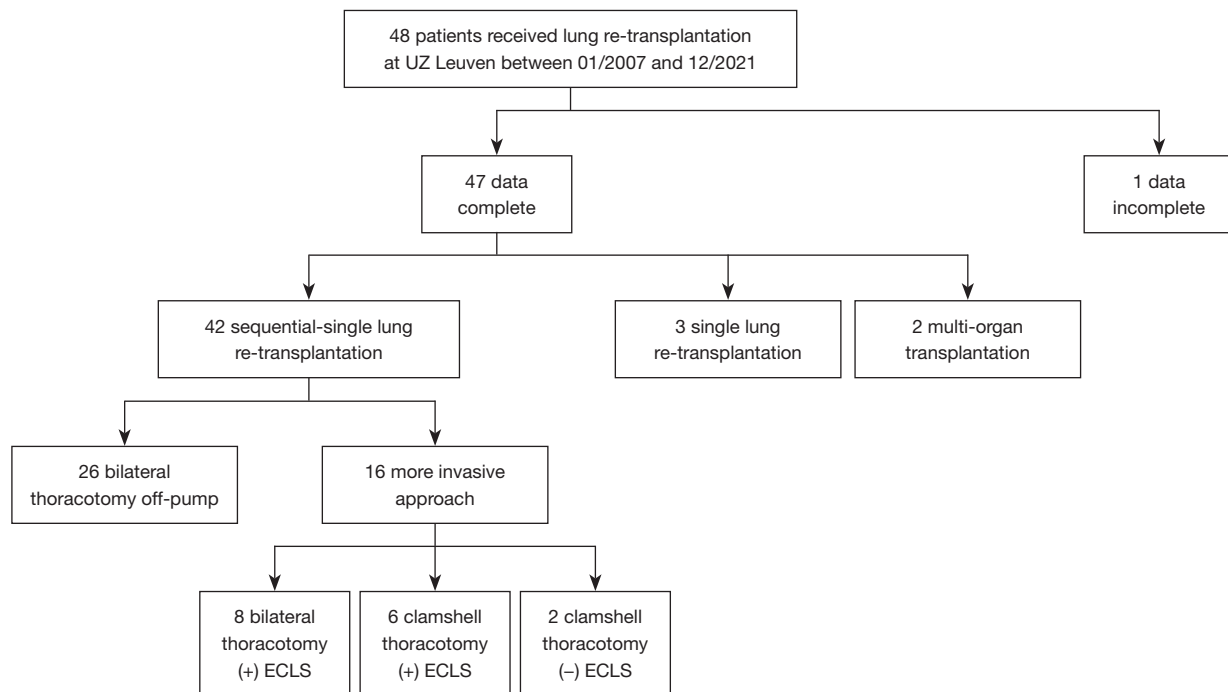 48 patients received lung re-transplantation
at UZ Leuven between 01/2007 and 12/2021
47 data
complete
1 data
incomplete
42 sequential-single lung
re-transplantation
3 single lung
re-transplantation
2 multi-organ
transplantation
26 bilateral
thoracotomy off-pump
16 more invasive
approach
8 bilateral
thoracotomy
(+) ECLS
6 clamshell
thoracotomy
(+) ECLS
2 clamshell
thoracotomy
(–) ECLS